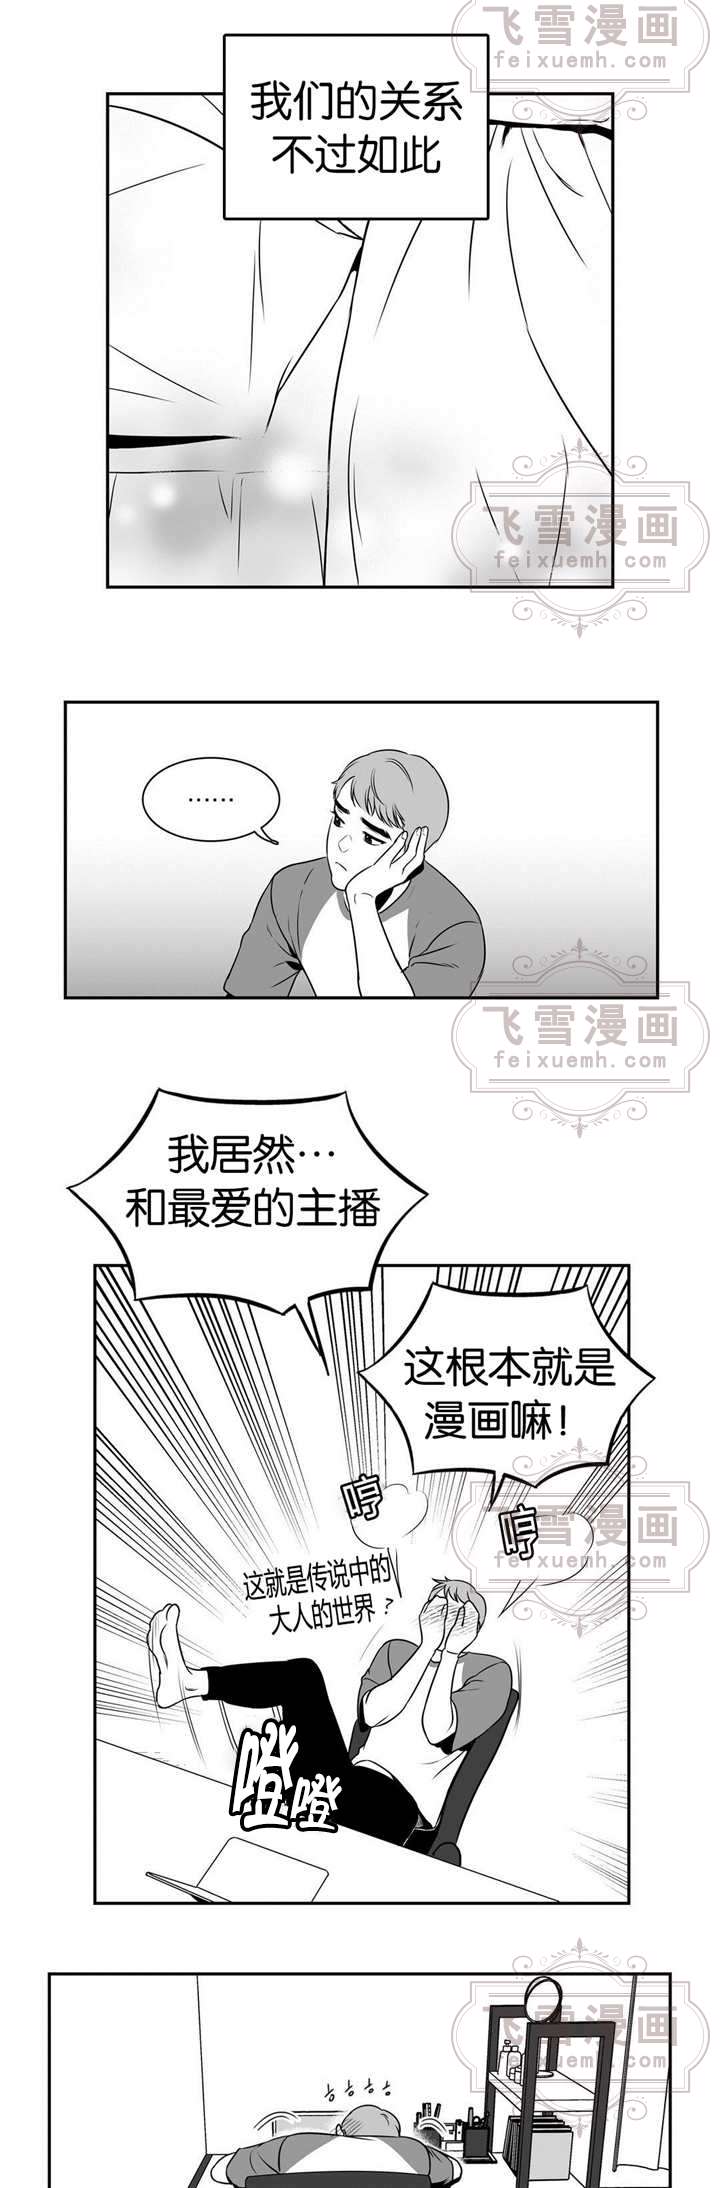 飞雪漫画
feixuemh.com
我们的关系
不过如此
飞雪漫画
feixuemh.com
……
飞雪漫画
feixuemh.com
我居然…
和最爱的主播
这根本就是
漫画嘛！
哼
哼
飞雪漫画
feixuemh.com
这就是传说中的
大人的世界？
噔噔
飞雪漫画
feixuemh.com